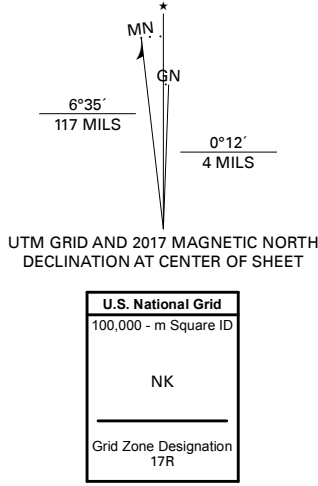 ★
MN
GN
6°35´
117 MILS
0°12´
4 MILS
UTM GRID AND 2017 MAGNETIC NORTH
DECLINATION AT CENTER OF SHEET
U.S. National Grid
100,000 - m Square ID
NK
Grid Zone Designation
17R